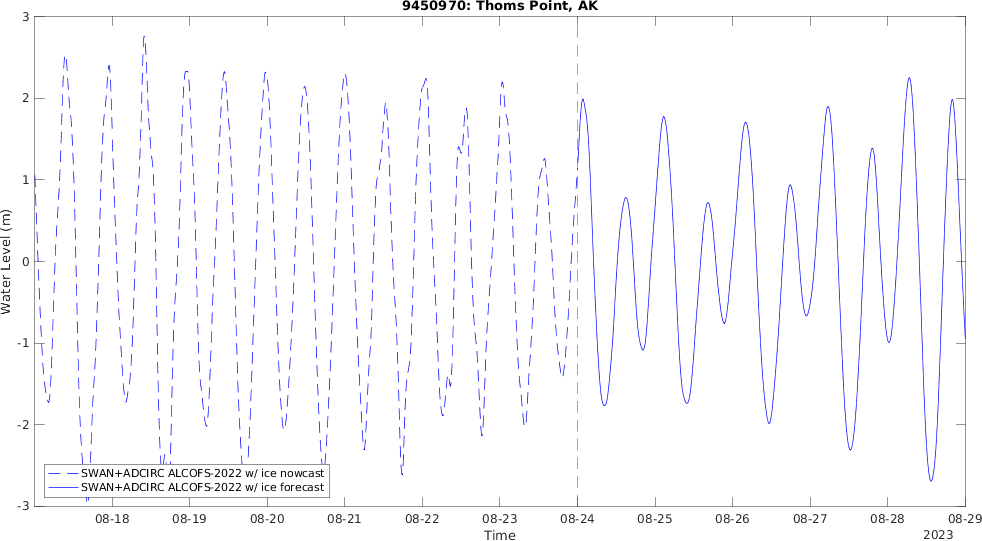 9450970: Thoms Point, AK
Water Level (m)
3
2
1
0
-1
-2
-3
SWAN+ADCIRC ALCOFS-2022 w/ ice nowcast
SWAN+ADCIRC ALCOFS-2022 w/ ice forecast
08-18 08-19 08-20 08-21 08-22 08-23 08-24 08-25 08-26 08-27 08-28 08-29
Time
2023